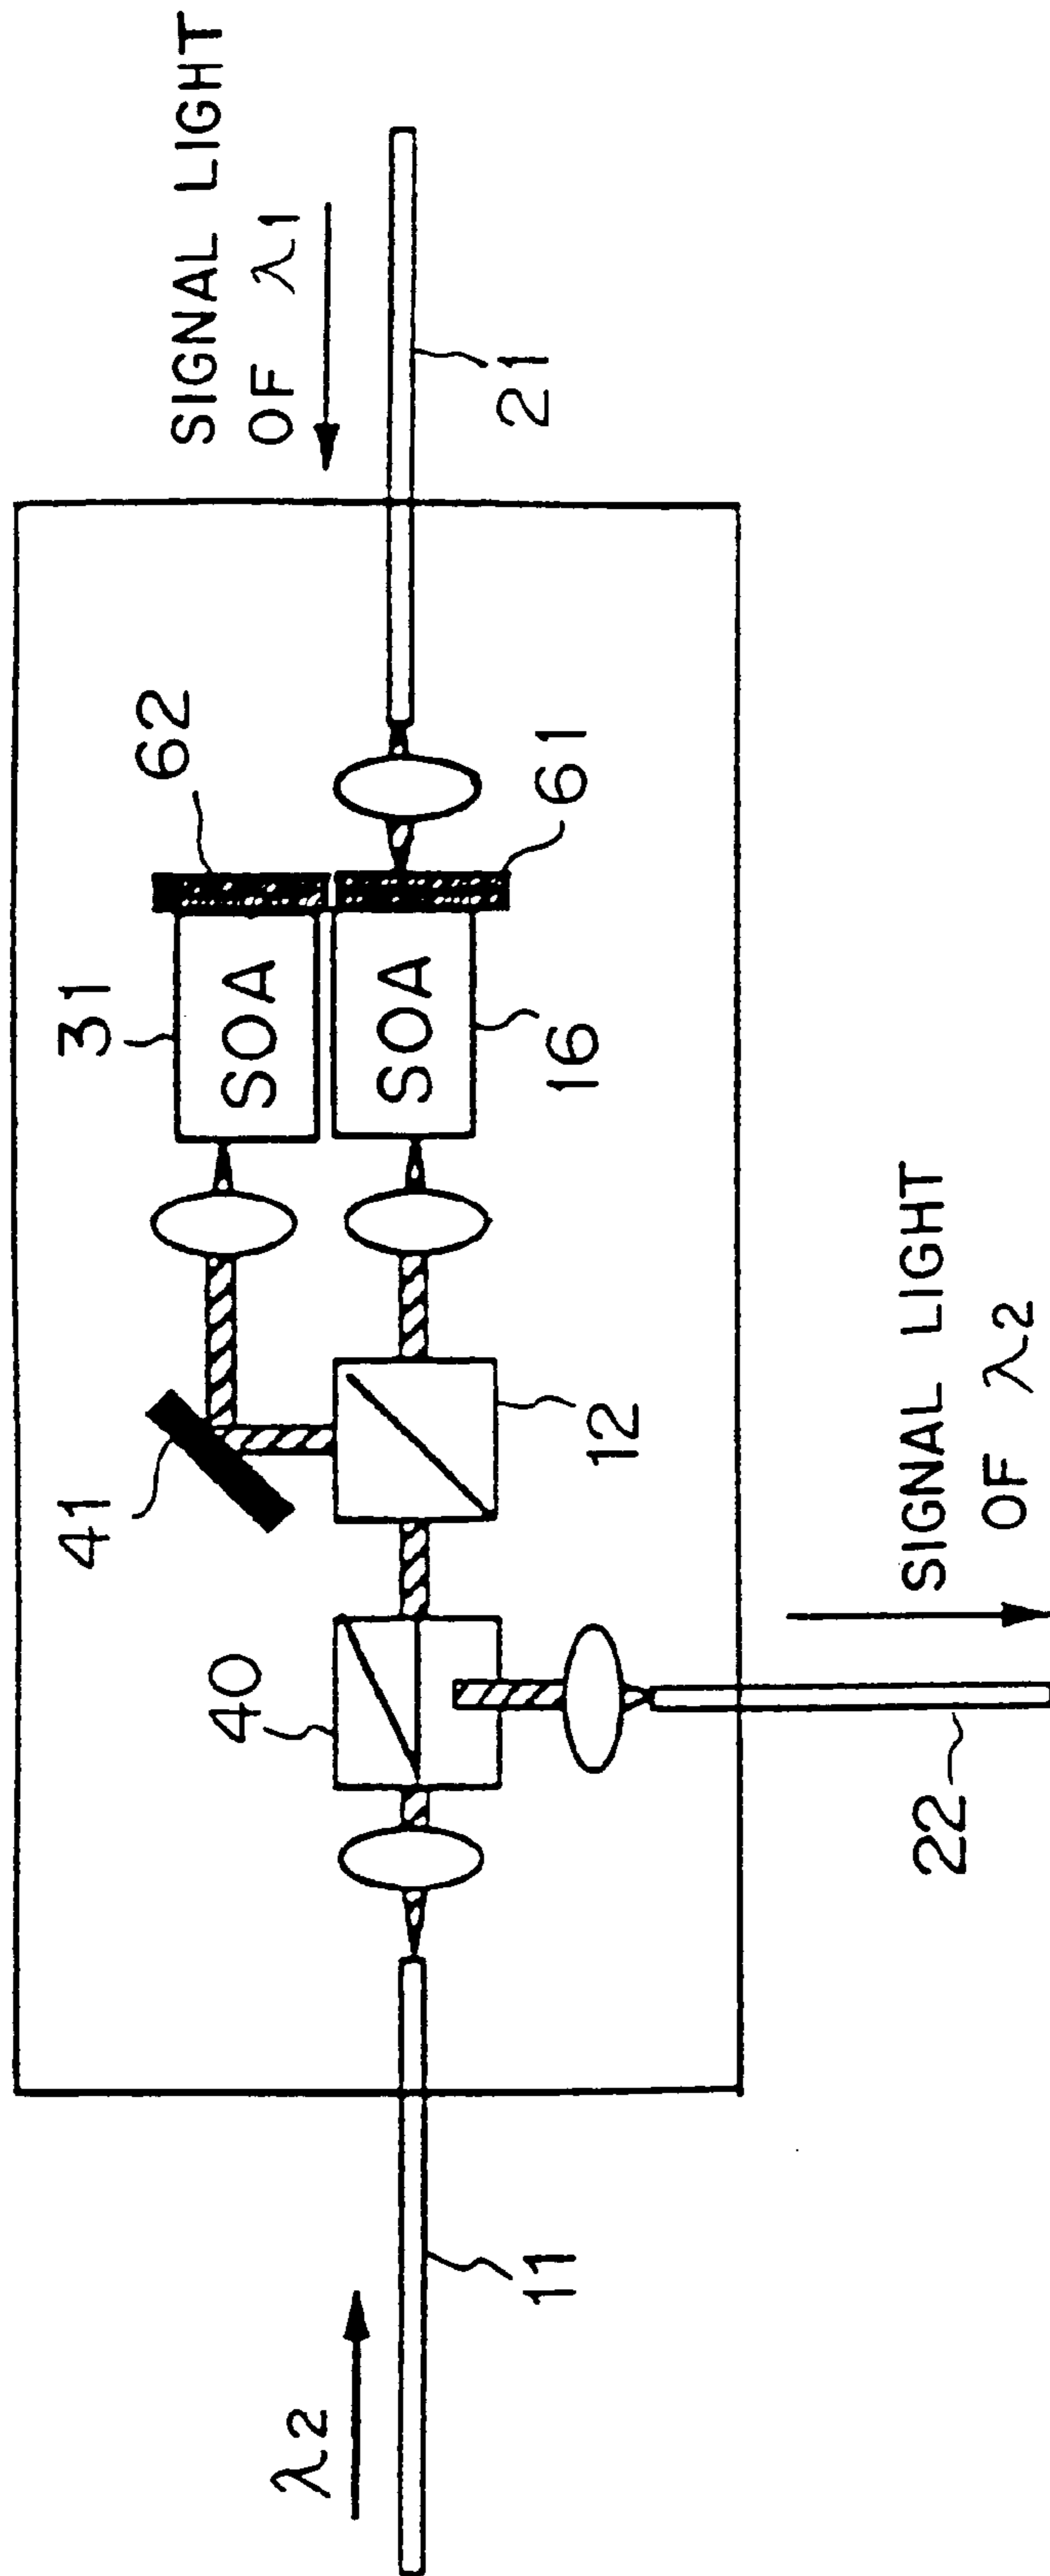 SIGNAL LIGHT
OF λ1
62
31
SOA
41
40
λ2
21
61
SOA
16
12
11
SIGNAL LIGHT
OF λ2
22